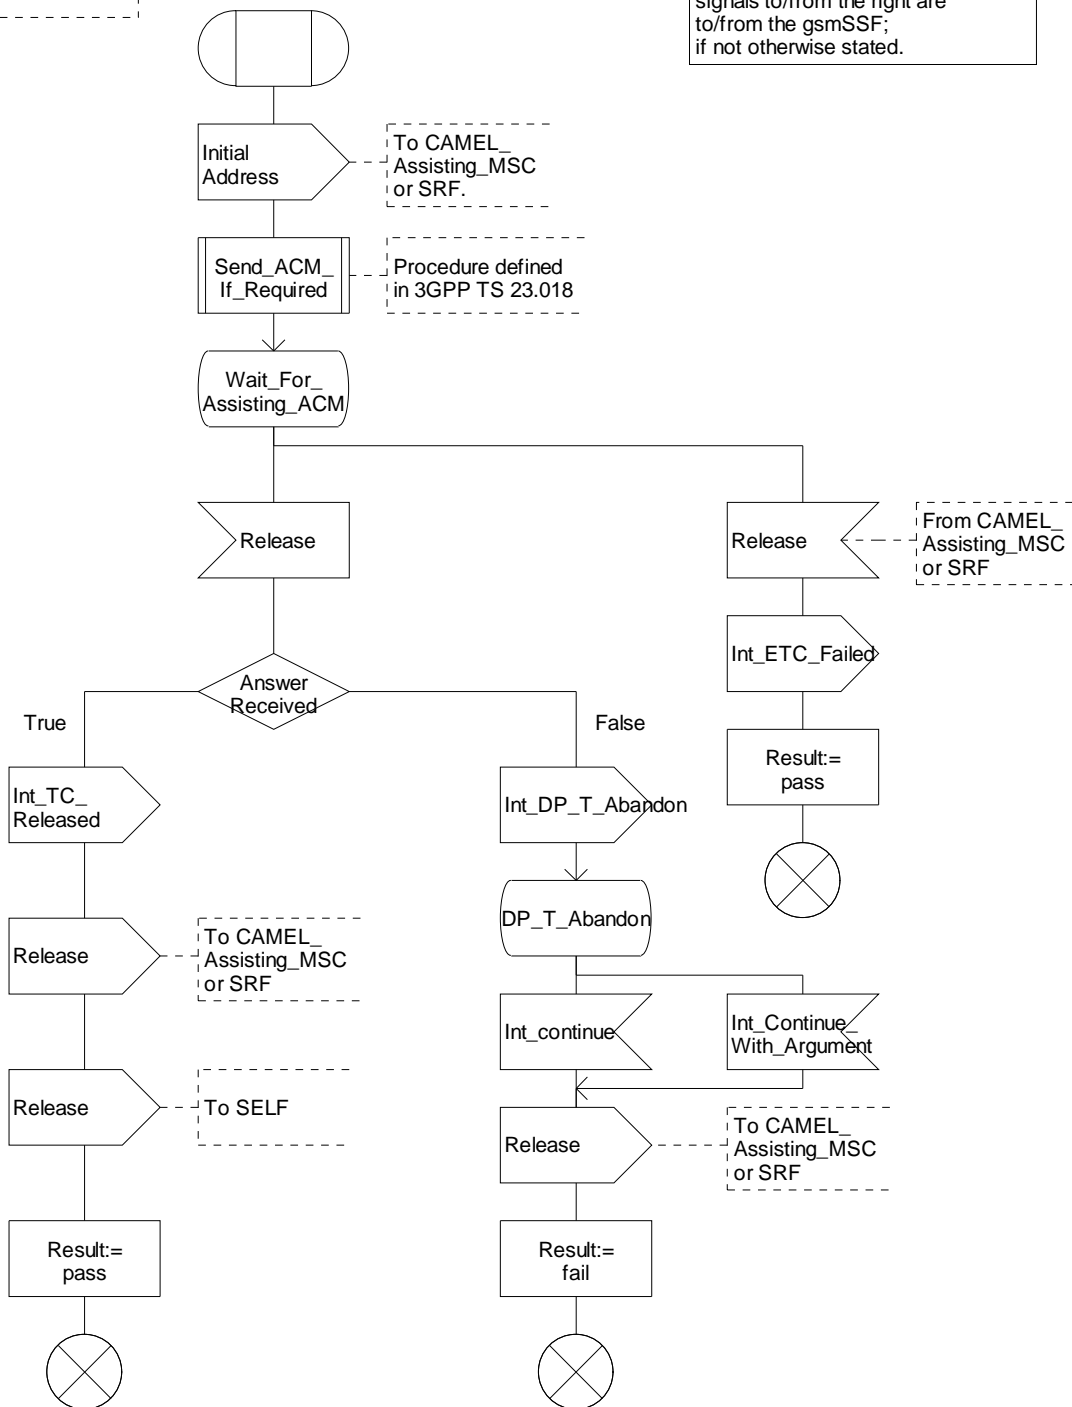 signals to/from the right are
to/from the gsmSSF;
if not otherwise stated.
Initial
Address
To CAMEL_
Assisting_MSC
or SRF.
Send_ACM_
If_Required
Procedure defined
in 3GPP TS 23.018
Wait_For_
Assisting_ACM
Release
Release
From CAMEL_
Assisting_MSC
or SRF
Int_ETC_Failed
Answer
Received
True
False
Result:=
pass
Int_TC_
Released
Int_DP_T_Abandon
DP_T_Abandon
Release
To CAMEL_
Assisting_MSC
or SRF
Int_continue
Int_Continue_
With_Argument
Release
To SELF
Release
To CAMEL_
Assisting_MSC
or SRF
Result:=
pass
Result:=
fail